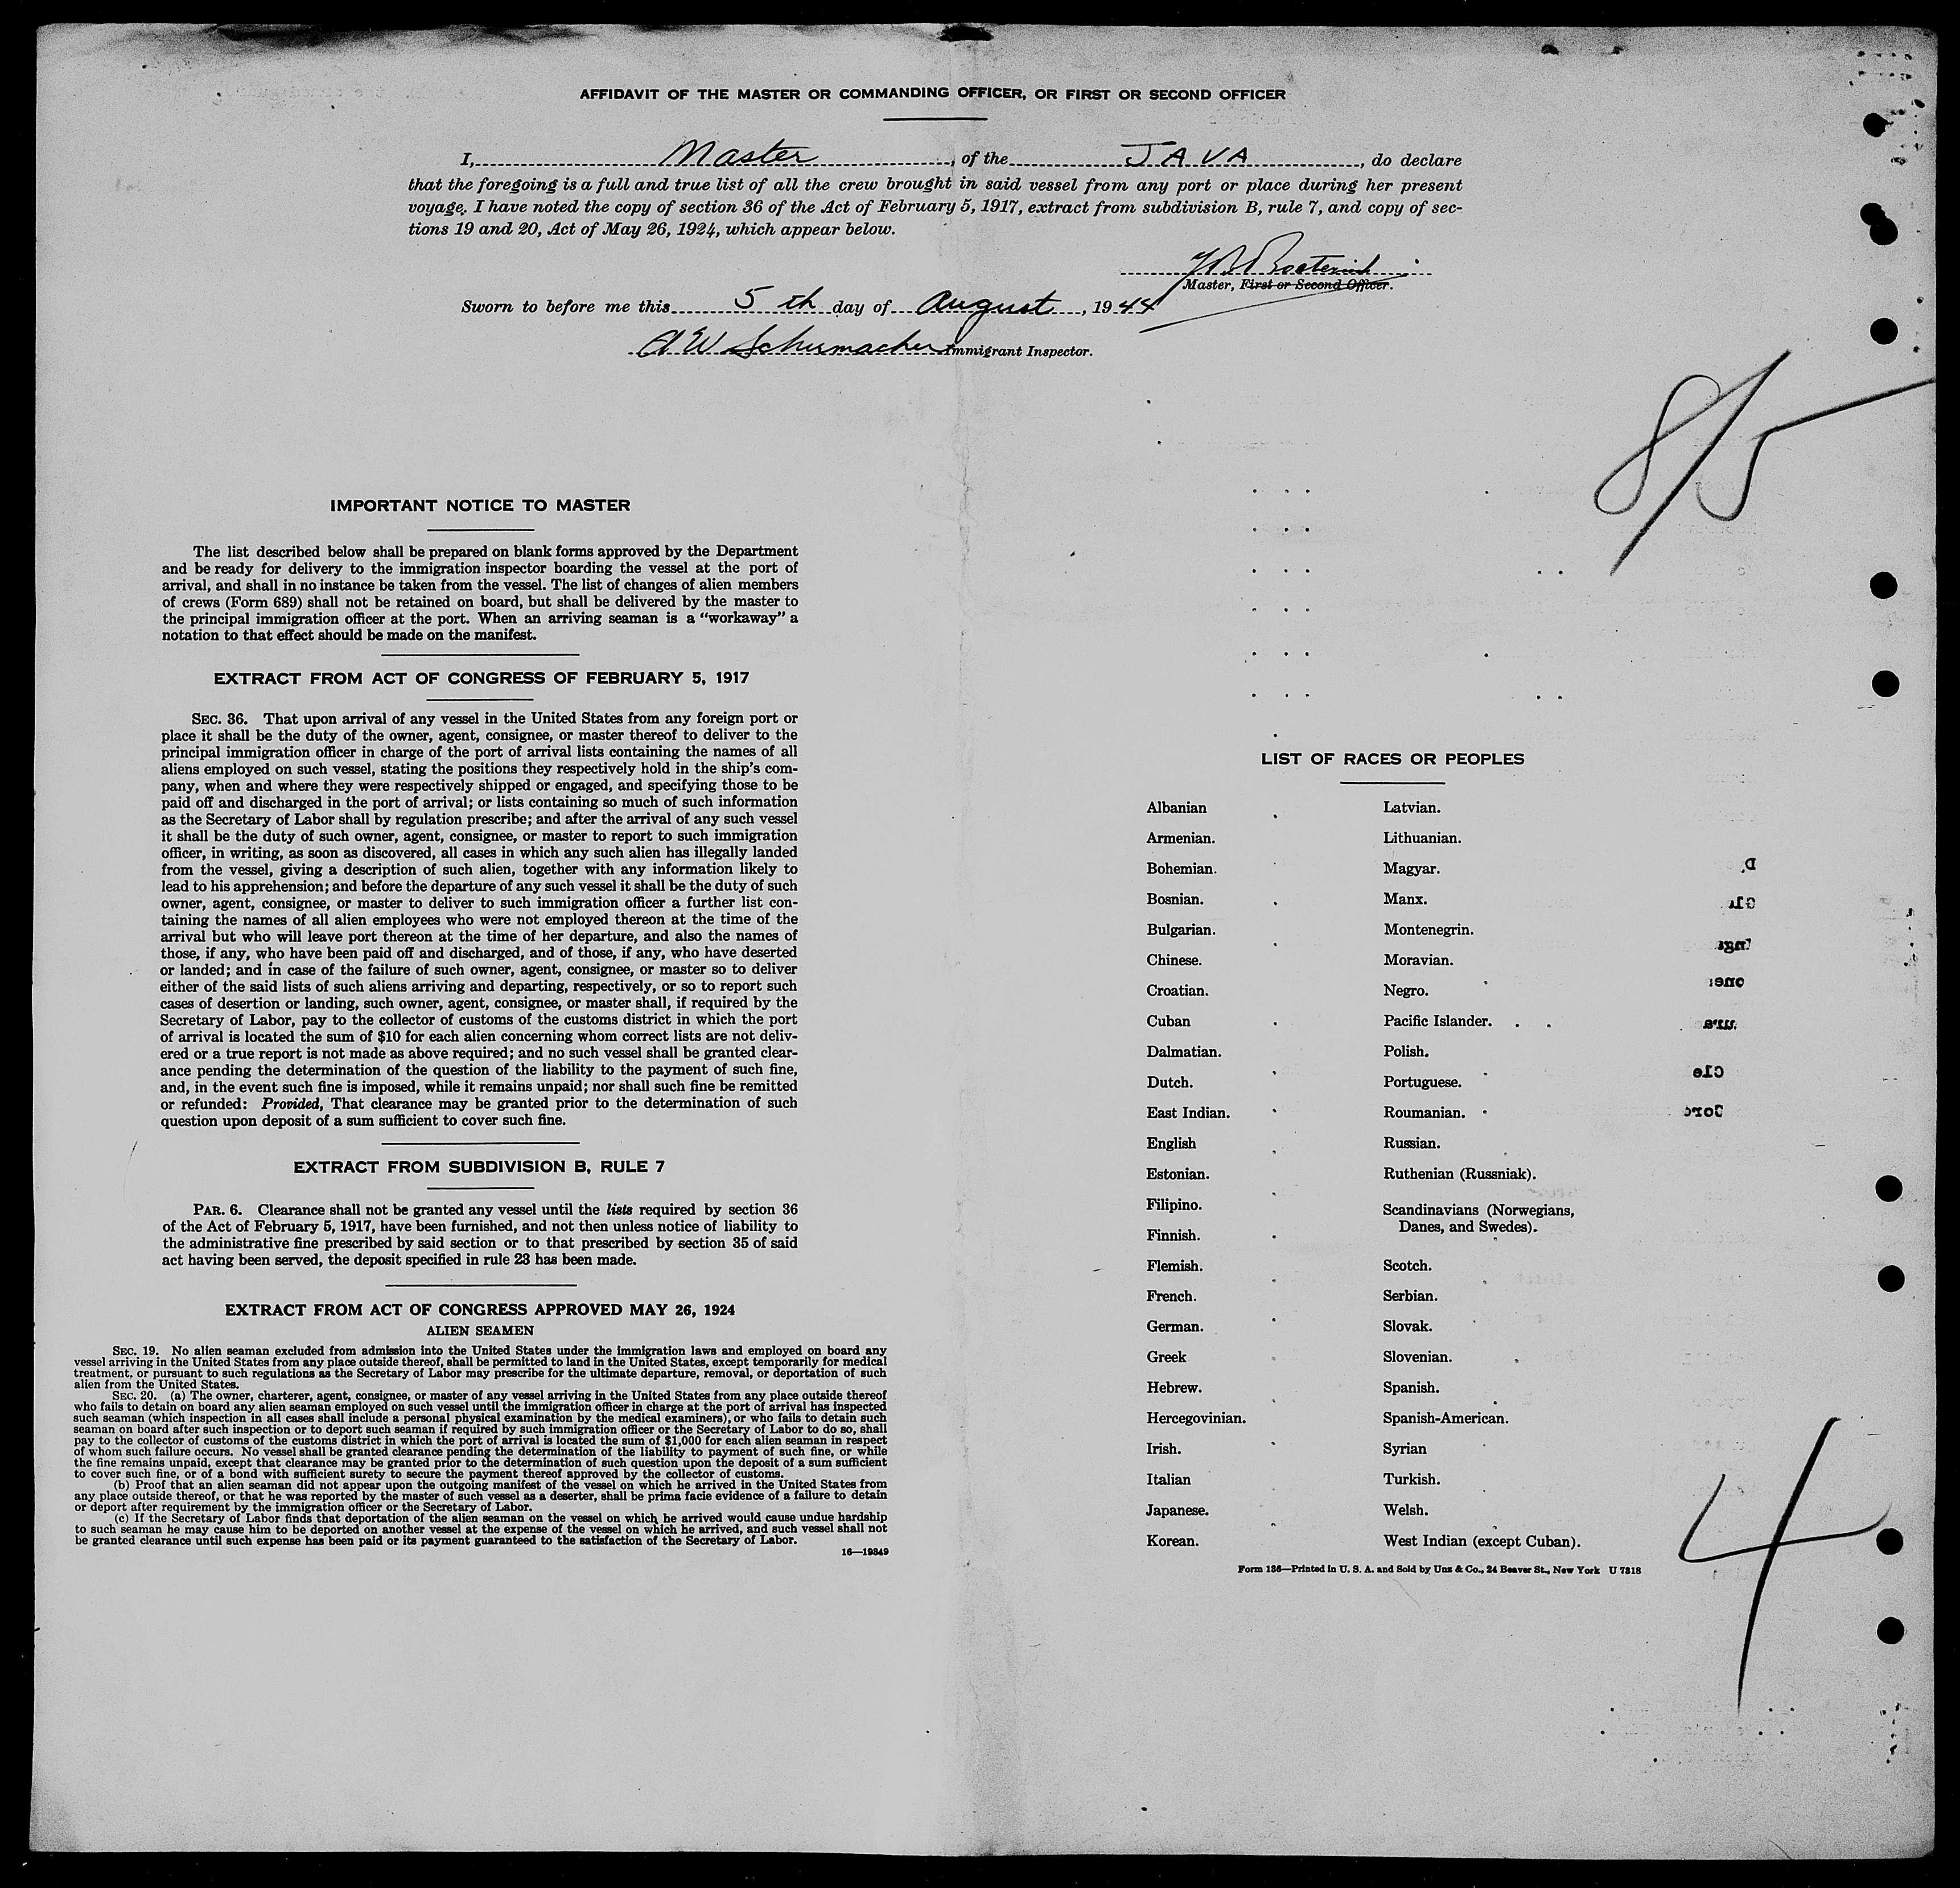 AFFIDAVIT OF THE MASTER OR COMMANDING OFFICER, OR FIRST OR SECOND OFFICER
I, Master, of the JAVA, do declare
that the foregoing is a full and true list of all the crew brought in said vessel from any port or place during her present
voyage. I have noted the copy of section 36 of the Act of February 5, 1917, extract from subdivision B, rule 7, and copy of sec-
tions 19 and 20, Act of May 26, 1924, which appear below.
Master, First or Second Officer.
Sworn to before me this 5 th day of August, 1944
A W Schumacher Immigrant Inspector.
8/5
IMPORTANT NOTICE TO MASTER
The list described below shall be prepared on blank forms approved by the Department
and be ready for delivery to the immigration inspector boarding the vessel at the port of
arrival, and shall in no instance be taken from the vessel. The list of changes of alien members
of crews (Form 689) shall not be retained on board, but shall be delivered by the master to
the principal immigration officer at the port. When an arriving seaman is a "workaway" a
notation to that effect should be made on the manifest.
EXTRACT FROM ACT OF CONGRESS OF FEBRUARY 5, 1917
SEC. 36. That upon arrival of any vessel in the United States from any foreign port or
place it shall be the duty of the owner, agent, consignee, or master thereof to deliver to the
principal immigration officer in charge of the port of arrival lists containing the names of all
aliens employed on such vessel, stating the positions they respectively hold in the ship's com-
pany, when and where they were respectively shipped or engaged, and specifying those to be
paid off and discharged in the port of arrival; or lists containing so much of such information
as the Secretary of Labor shall by regulation prescribe; and after the arrival of any such vessel
it shall be the duty of such owner, agent, consignee, or master to report to such immigration
officer, in writing, as soon as discovered, all cases in which any such alien has illegally landed
from the vessel, giving a description of such alien, together with any information likely to
lead to his apprehension; and before the departure of any such vessel it shall be the duty of such
owner, agent, consignee, or master to deliver to such immigration officer a further list con-
taining the names of all alien employees who were not employed thereon at the time of the
arrival but who will leave port thereon at the time of her departure, and also the names of
those, if any, who have been paid off and discharged, and of those, if any, who have deserted
or landed; and in case of the failure of such owner, agent, consignee, or master so to deliver
either of the said lists of such aliens arriving and departing, respectively, or so to report such
cases of desertion or landing, such owner, agent, consignee, or master shall, if required by the
Secretary of Labor, pay to the collector of customs of the customs district in which the port
of arrival is located the sum of $10 for each alien concerning whom correct lists are not deliv-
ered or a true report is not made as above required; and no such vessel shall be granted clear-
ance pending the determination of the question of the liability to the payment of such fine,
and, in the event such fine is imposed, while it remains unpaid; nor shall such fine be remitted
or refunded: Provided, That clearance may be granted prior to the determination of such
question upon deposit of a sum sufficient to cover such fine.
EXTRACT FROM SUBDIVISION B, RULE 7
PAR. 6. Clearance shall not be granted any vessel until the lists required by section 36
of the Act of February 5, 1917, have been furnished, and not then unless notice of liability to
the administrative fine prescribed by said section or to that prescribed by section 35 of said
act having been served, the deposit specified in rule 23 has been made.
EXTRACT FROM ACT OF CONGRESS APPROVED MAY 26, 1924
ALIEN SEAMEN
SEC. 19. No alien seaman excluded from admission into the United States under the immigration laws and employed on board any
vessel arriving in the United States from any place outside thereof, shall be permitted to land in the United States, except temporarily for medical
treatment, or pursuant to such regulations as the Secretary of Labor may prescribe for the ultimate departure, removal, or deportation of such
alien from the United States.
SEC. 20. (a) The owner, charterer, agent, consignee, or master of any vessel arriving in the United States from any place outside thereof
who fails to detain on board any alien seaman employed on such vessel until the immigration officer in charge at the port of arrival has inspected
such seaman (which inspection in all cases shall include a personal physical examination by the medical examiners), or who fails to detain such
seaman on board after such inspection or to deport such seaman if required by such immigration officer or the Secretary of Labor to do so, shall
pay to the collector of customs of the customs district in which the port of arrival is located the sum of $1,000 for each alien seaman in respect
of whom such failure occurs. No vessel shall be granted clearance pending the determination of the liability to payment of such fine, or while
the fine remains unpaid, except that clearance may be granted prior to the determination of such question upon the deposit of a sum sufficient
to cover such fine, or of a bond with sufficient surety to secure the payment thereof approved by the collector of customs.
(b) Proof that an alien seaman did not appear upon the outgoing manifest of the vessel on which he arrived in the United States from
any place outside thereof, or that he was reported by the master of such vessel as a deserter, shall be prima facie evidence of a failure to detain
or deport after requirement by the immigration officer or the Secretary of Labor.
(c) If the Secretary of Labor finds that deportation of the alien seaman on the vessel on which he arrived would cause undue hardship
to such seaman he may cause him to be deported on another vessel at the expense of the vessel on which he arrived, and such vessel shall not
be granted clearance until such expense has been paid or its payment guaranteed to the satisfaction of the Secretary of Labor.
16—19849
LIST OF RACES OR PEOPLES
Albanian
Armenian.
Bohemian.
Bosnian.
Bulgarian.
Chinese.
Croatian.
Cuban
Dalmatian.
Dutch.
East Indian.
English
Estonian.
Filipino.
Finnish.
Flemish.
French.
German.
Greek
Hebrew.
Hercegovinian.
Irish.
Italian
Japanese.
Korean.
Latvian.
Lithuanian.
Magyar.
Manx.
Montenegrin.
Moravian.
Negro.
Pacific Islander.
Polish.
Portuguese.
Roumanian.
Russian.
Ruthenian (Russniak).
Scandinavians (Norwegians,
Danes, and Swedes).
Scotch.
Serbian.
Slovak.
Slovenian.
Spanish.
Spanish-American.
Syrian
Turkish.
Welsh.
West Indian (except Cuban).
Form 136—Printed in U. S. A. and Sold by Unz & Co., 24 Beaver St., New York U 7318
4